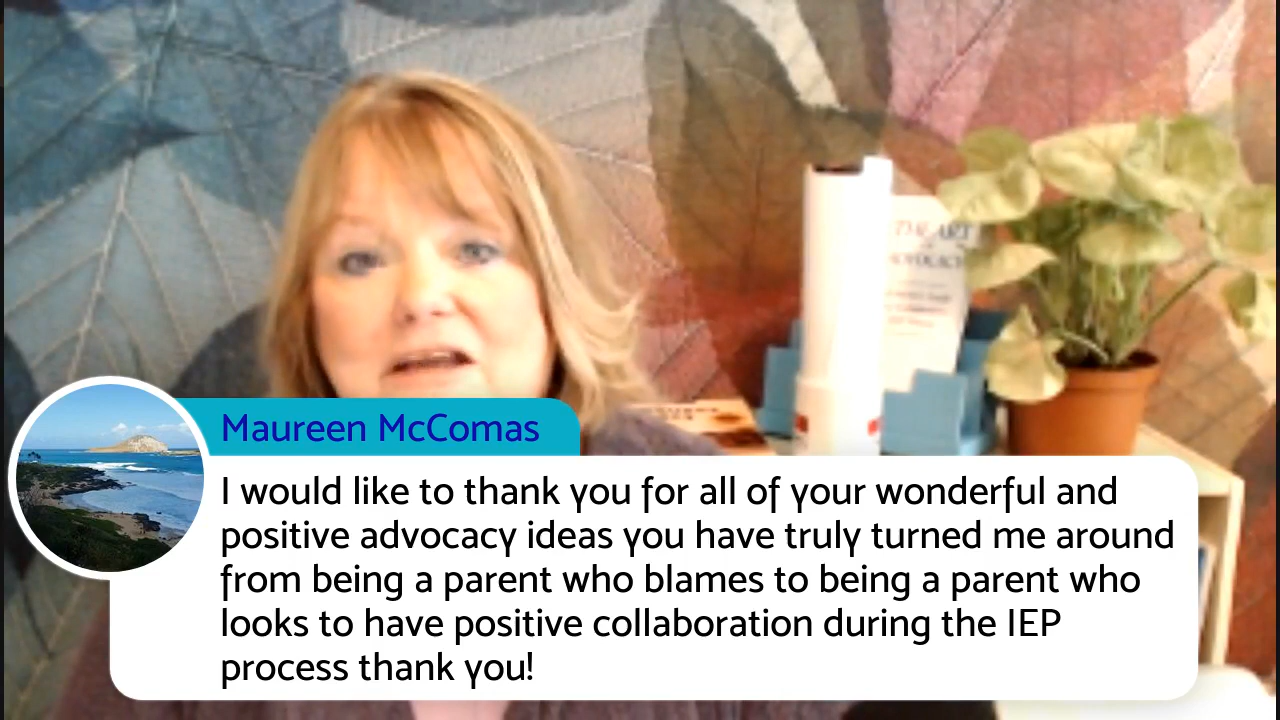 THE ART
Maureen McComas
I would like to thank you for all of your wonderful and
positive advocacy ideas you have truly turned me around
from being a parent who blames to being a parent who
looks to have positive collaboration during the IEP
process thank you!